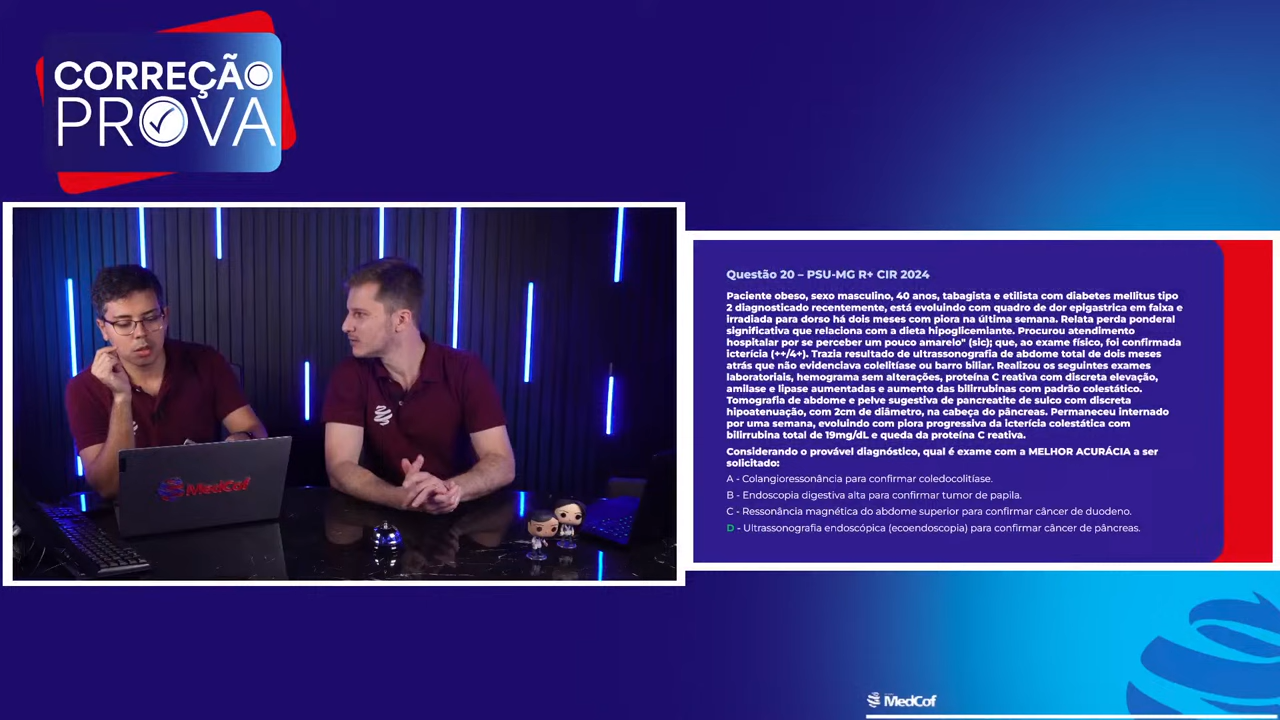 CORREÇÃO
PROVA
Questão 20 – PSU-MG R+ CIR 2024
Paciente obeso, sexo masculino, 40 anos, tabagista e etilista com diabetes mellitus tipo
2 diagnosticado recentemente, está evoluindo com quadro de dor epigastrica em faixa e
irradiada para dorso há dois meses com piora na última semana. Relata perda ponderal
significativa que relaciona com a dieta hipoglicemiante. Procurou atendimento
hospitalar por se perceber um pouco amarelo" (sic); que, ao exame físico, foi confirmada
icterícia (++/4+). Trazia resultado de ultrassonografia de abdome total de dois meses
atrás que não evidenciava colelitíase ou barro biliar. Realizou os seguintes exames
laboratoriais, hemograma sem alterações, proteína C reativa com discreta elevação,
amilase e lipase aumentadas e aumento das bilirrubinas com padrão colestático.
Tomografia de abdome e pelve sugestiva de pancreatite de sulco com discreta
hipoatenuação, com 2cm de diâmetro, na cabeça do pâncreas. Permaneceu internado
por uma semana, evoluindo com piora progressiva da icterícia colestática com
bilirrubina total de 19mg/dL e queda da proteína C reativa.
Considerando o provável diagnóstico, qual é exame com a MELHOR ACURÁCIA a ser
solicitado:
A - Colangioressonância para confirmar coledocolitíase.
B - Endoscopia digestiva alta para confirmar tumor de papila.
C - Ressonância magnética do abdome superior para confirmar câncer de duodeno.
D - Ultrassonografia endoscópica (ecoendoscopia) para confirmar câncer de pâncreas.
MedCof
MedCof